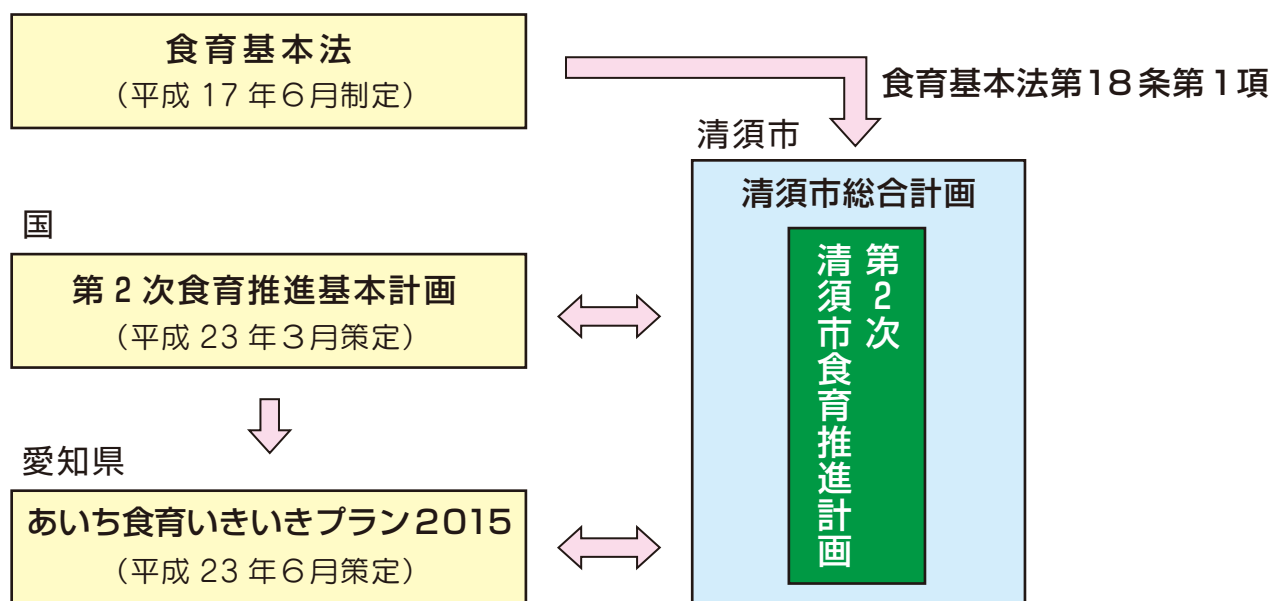 食育基本法
（平成 17 年６月制定）
食育基本法第18条第1項
国
第２次食育推進基本計画
（平成 23 年３月策定）
愛知県
あいち食育いきいきプラン2015
（平成 23 年６月策定）
清須市
清須市総合計画
第2次
清須市食育推進計画